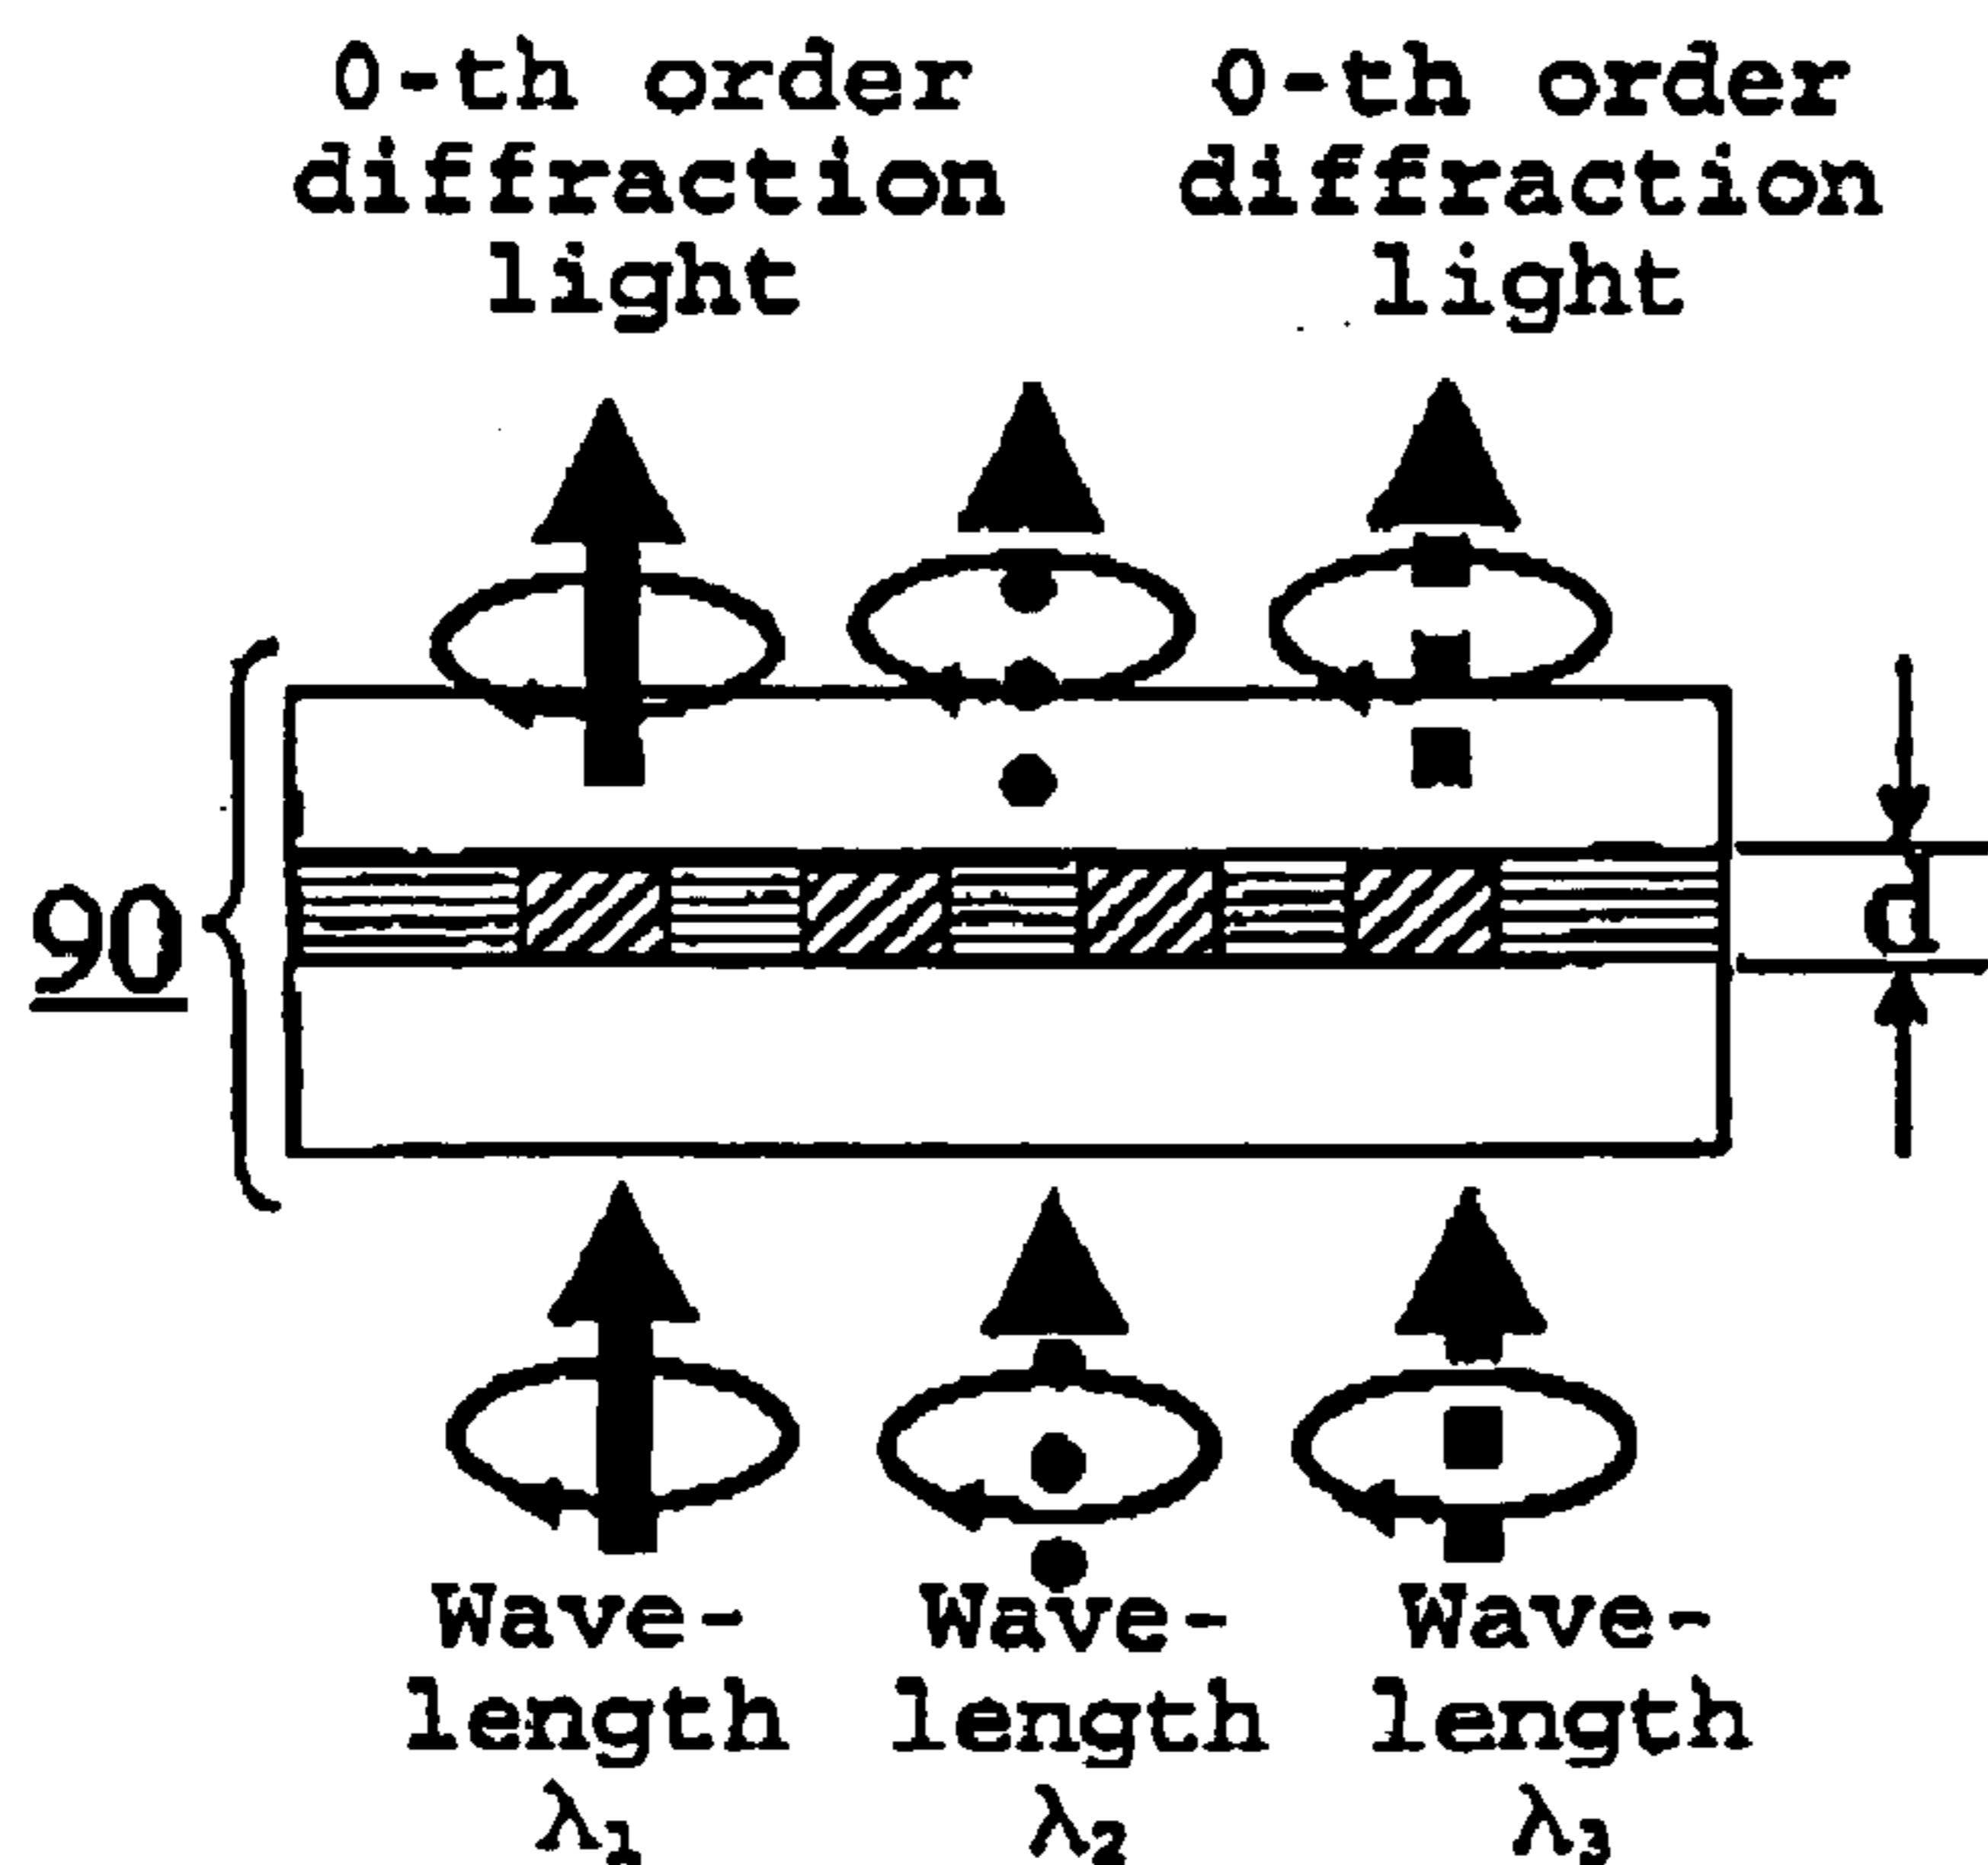 0-th order
diffraction
light
0-th order
diffraction
light
90
d
Wave-
length
λ1
Wave-
length
λ2
Wave-
length
λ3